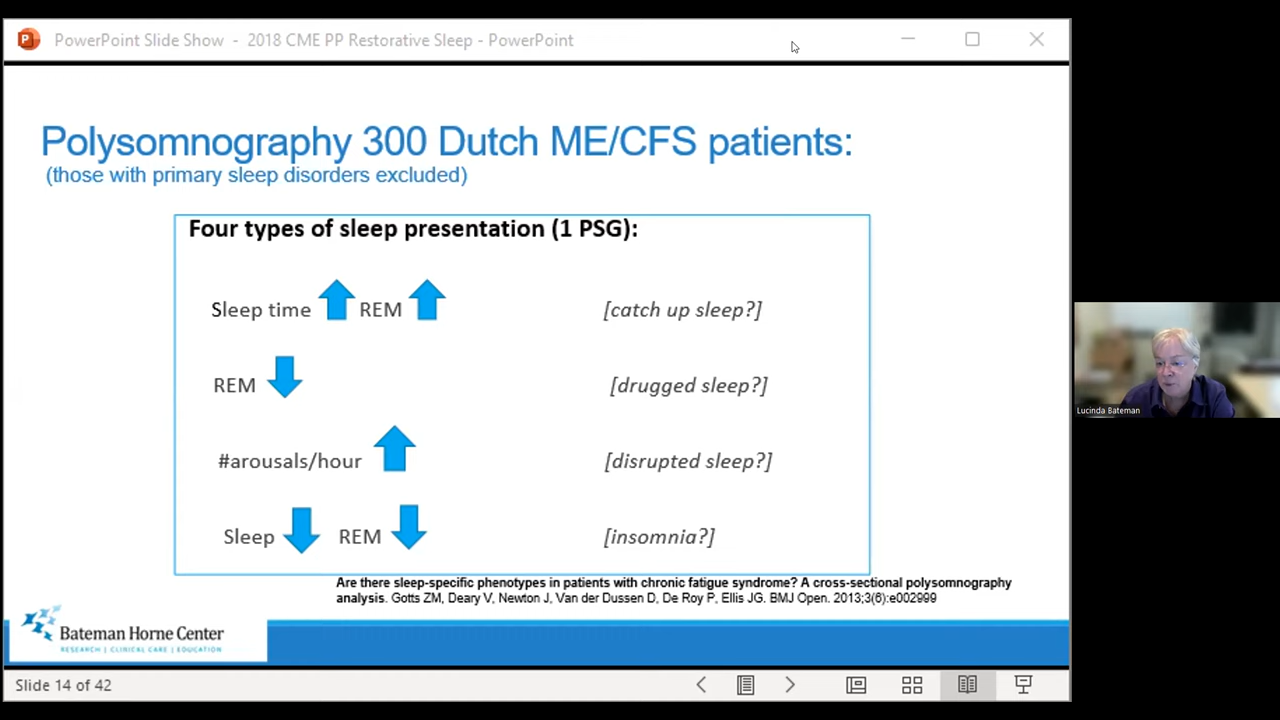 PowerPoint Slide Show - 2018 CME PP Restorative Sleep - PowerPoint
Polysomnography 300 Dutch ME/CFS patients:
(those with primary sleep disorders excluded)
Four types of sleep presentation (1 PSG):
Sleep time REM [catch up sleep?]
REM [drugged sleep?]
#arousals/hour [disrupted sleep?]
Sleep REM [insomnia?]
Are there sleep-specific phenotypes in patients with chronic fatigue syndrome? A cross-sectional polysomnography
analysis. Gotts ZM, Deary V, Newton J, Van der Dussen D, De Roy P, Ellis JG. BMJ Open. 2013;3(6):e002999
Bateman Horne Center
RESEARCH | CLINICAL CARE | EDUCATION
Slide 14 of 42
Lucinda Bateman